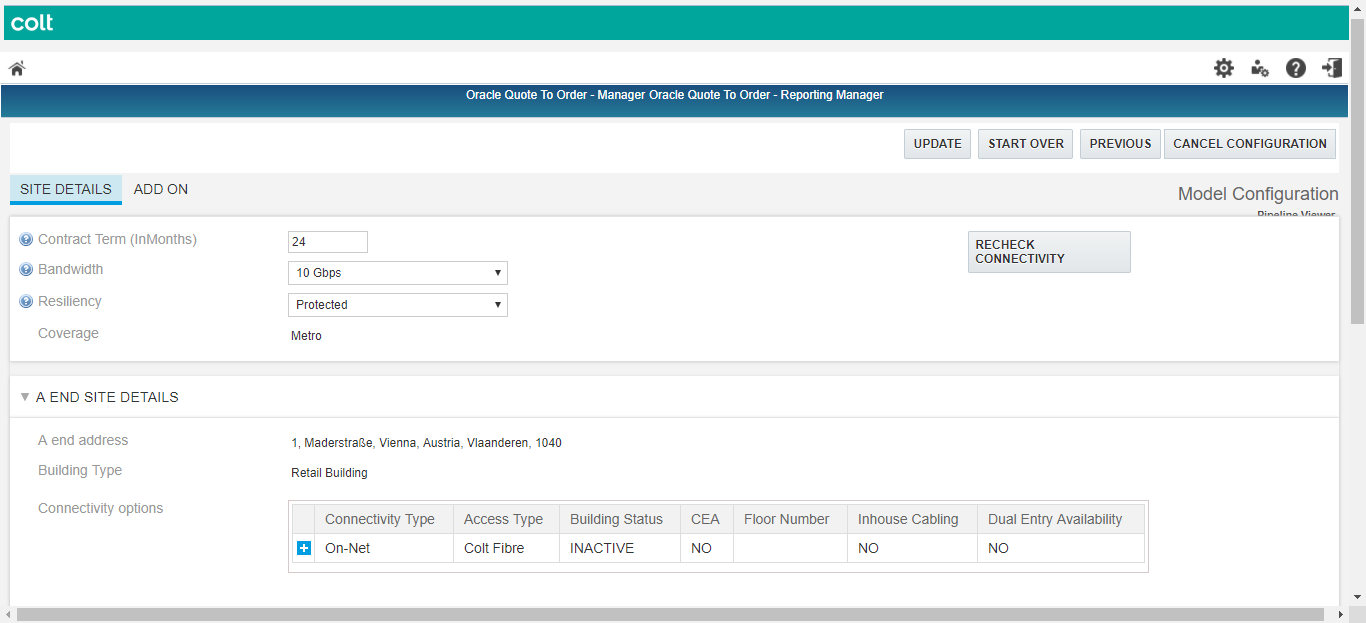 colt
Oracle Quote To Order - Manager Oracle Quote To Order - Reporting Manager
UPDATE START OVER PREVIOUS CANCEL CONFIGURATION
SITE DETAILS ADD ON
Model Configuration
Pipeline Viewer
Contract Term (InMonths) 24
RECHECK
CONNECTIVITY
Bandwidth 10 Gbps
Resiliency Protected
Coverage Metro
A END SITE DETAILS
A end address 1, Maderstraße, Vienna, Austria, Vlaanderen, 1040
Building Type Retail Building
Connectivity options
Connectivity Type Access Type Building Status CEA Floor Number Inhouse Cabling Dual Entry Availability
On-Net Colt Fibre INACTIVE NO NO NO